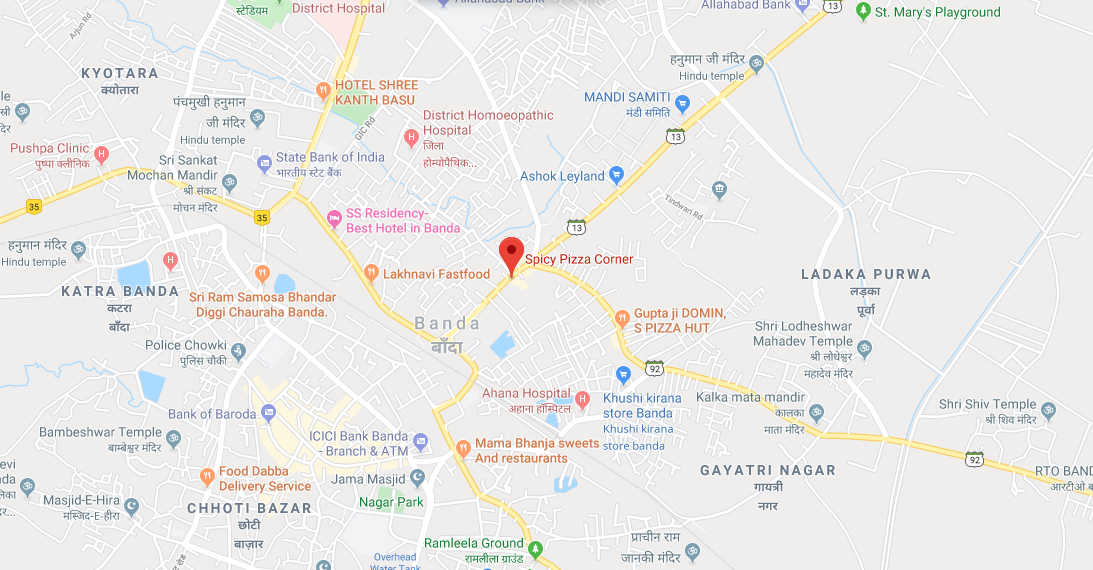 स्टेडियम
District Hospital
Allahabad Bank
Allahabad Bank
13
St. Mary's Playground
Arjun Rd
KYOTARA
क्योतारा
HOTEL SHREE
KANTH BASU
पंचमुखी हनुमान
जी मंदिर
Hindu temple
GIC Rd
District Homoeopathic
Hospital
जिला
होम्योपैथिक...
हनुमान जी मंदिर
Hindu temple
MANDI SAMITI
मंडी समिति
13
Pushpa Clinic
पुष्पा क्लीनिक
State Bank of India
भारतीय स्टेट बैंक
Sri Sankat
Mochan Mandir
श्री संकट
मोचन मंदिर
Ashok Leyland
Tindwari Rd
35
35
SS Residency-
Best Hotel in Banda
13
हनुमान मंदिर
Hindu temple
Spicy Pizza Corner
Lakhnavi Fastfood
KATRA BANDA
कटरा
बाँदा
Sri Ram Samosa Bhandar
Diggi Chauraha Banda.
LADAKA PURWA
लड़का
पूर्वा
Banda
बाँदा
Gupta ji DOMIN,
S PIZZA HUT
Shri Lodheshwar
Mahadev Temple
श्री लोधेश्वर
महादेव मंदिर
Police Chowki
पुलिस चौकी
92
Ahana Hospital
अहाना हॉस्पिटल
Khushi kirana
store Banda
Khushi kirana
store banda
Kalka mata mandir
कालका
माता मंदिर
Shri Shiv Temple
श्री शिव मंदिर
Bank of Baroda
Bambeshwar Temple
बाम्बेश्वर मंदिर
ICICI Bank Banda
- Branch & ATM
Mama Bhanja sweets
And restaurants
92
GAYATRI NAGAR
गायत्री
नगर
RTO BAND
आरटीओ ब
Food Dabba
Delivery Service
Jama Masjid
Nagar Park
Masjid-E-Hira
मस्जिद-E-हीरा
CHHOTI BAZAR
छोटी
बाज़ार
Ramleela Ground
रामलीला ग्राउंड
प्राचीन राम
जानकी मंदिर
Overhead
Water Tank